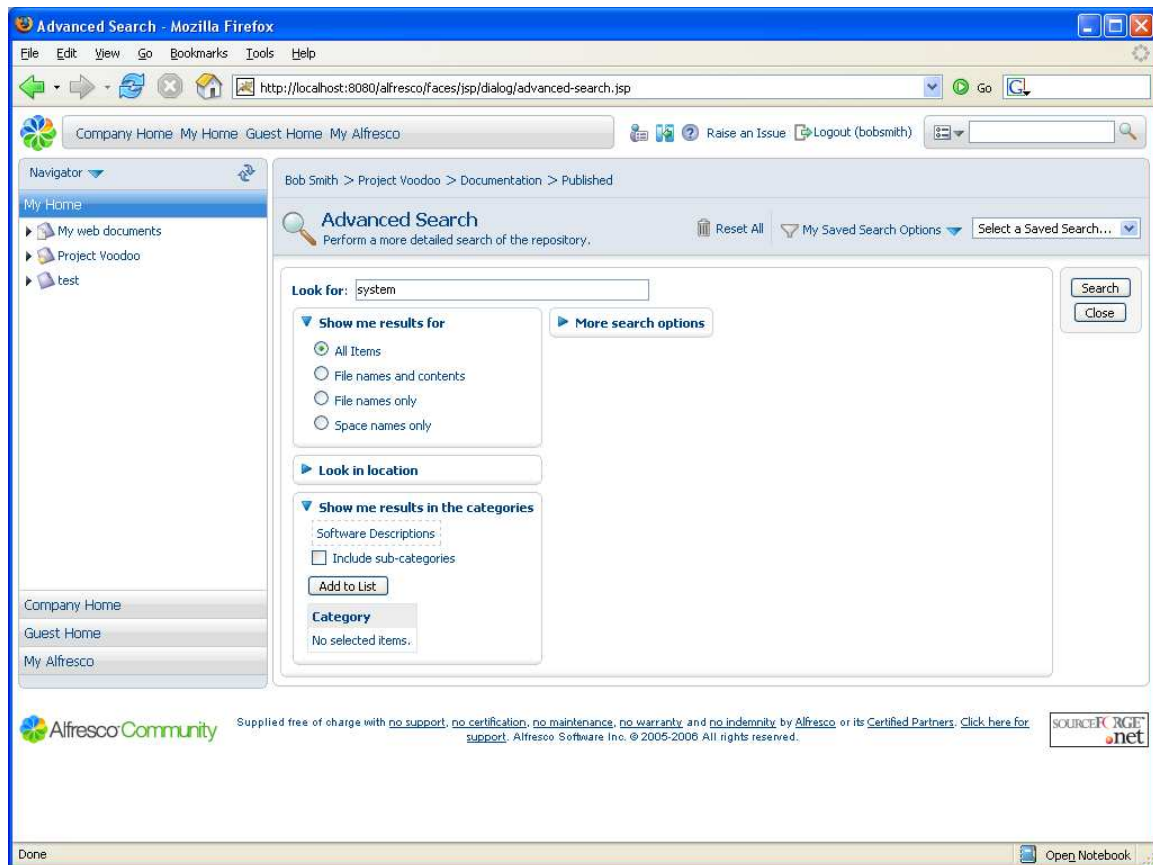 Advanced Search - Mozilla Firefox
File Edit View Go Bookmarks Tools Help
http://localhost:8080/alfresco/faces/jsp/dialog/advanced-search.jsp
Go
G
Company Home My Home Guest Home My Alfresco
Raise an Issue Logout (bobsmith)
Navigator
My Home
My web documents
Project Voodoo
test
Company Home
Guest Home
My Alfresco
Bob Smith > Project Voodoo > Documentation > Published
Advanced Search
Perform a more detailed search of the repository.
Reset All
My Saved Search Options
Select a Saved Search...
Look for: system
Show me results for
All Items
File names and contents
File names only
Space names only
Look in location
Show me results in the categories
Software Descriptions
Include sub-categories
Add to List
Category
No selected items.
More search options
Search
Close
Alfresco Community
Supplied free of charge with no support, no certification, no maintenance, no warranty and no indemnity by Alfresco or its Certified Partners. Click here for
support. Alfresco Software Inc. © 2005-2006 All rights reserved.
SOURCEFORGE
.net
Done
Open Notebook